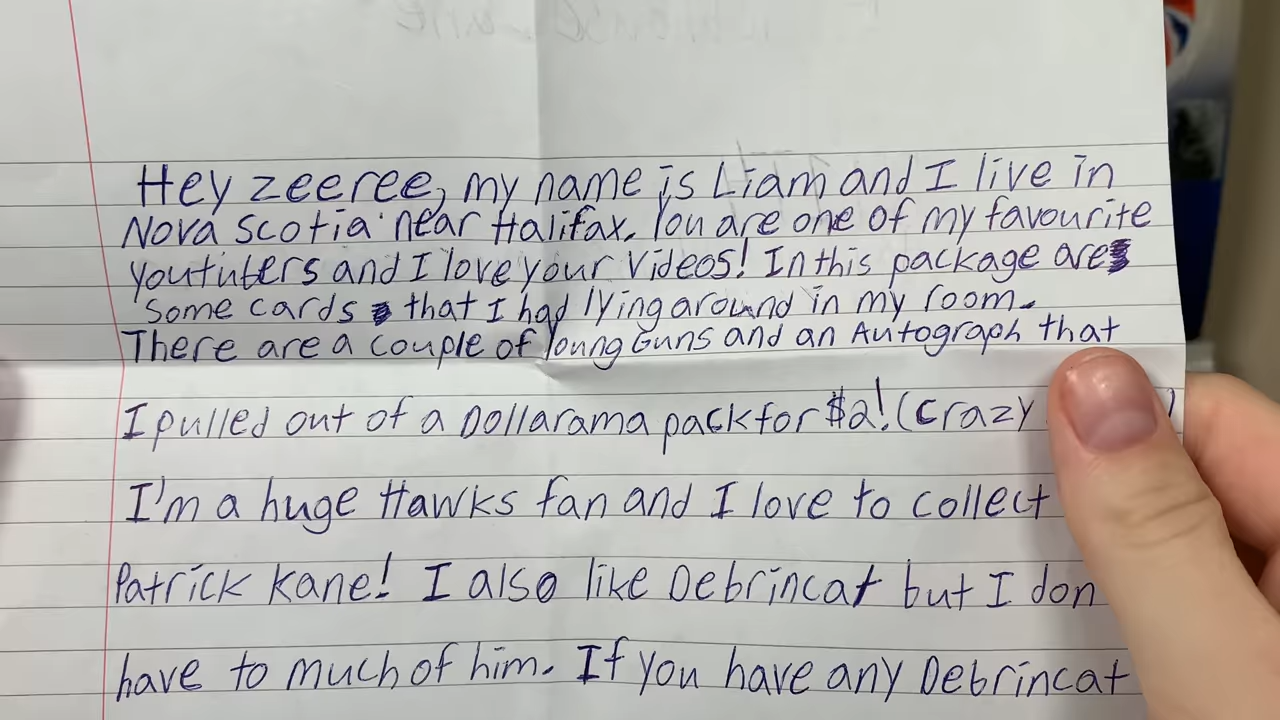 Hey zeeree, my name is Liam and I live in
Nova Scotia near Halifax. You are one of my favourite
youtubers and I love your videos! In this package are
some cards that I had lying around in my room.
There are a couple of Young Guns and an Autograph that
I pulled out of a Dollarama pack for $2! (Crazy )
I'm a huge Hawks fan and I love to collect
Patrick Kane! I also like Debrincat but I don
have to much of him. If you have any Debrincat